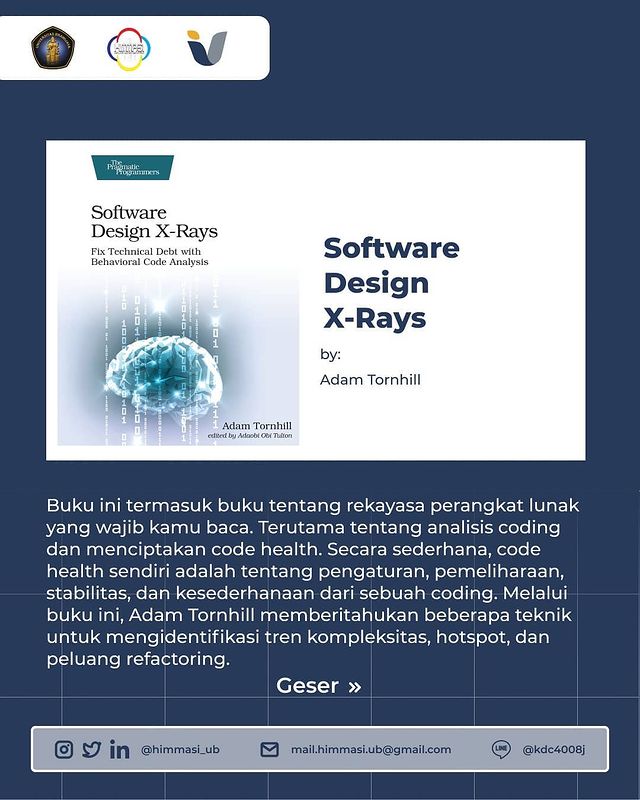 UNIVERSITAS BRAWIJAYA
The
Pragmatic
Programmers
Software
Design X-Rays
Fix Technical Debt with
Behavioral Code Analysis
Adam Tornhill
edited by Adaobi Obi Tulton
Software
Design
X-Rays
by:
Adam Tornhill
Buku ini termasuk buku tentang rekayasa perangkat lunak
yang wajib kamu baca. Terutama tentang analisis coding
dan menciptakan code health. Secara sederhana, code
health sendiri adalah tentang pengaturan, pemeliharaan,
stabilitas, dan kesederhanaan dari sebuah coding. Melalui
buku ini, Adam Tornhill memberitahukan beberapa teknik
untuk mengidentifikasi tren kompleksitas, hotspot, dan
peluang refactoring.
Geser »
@himmasi_ub
mail.himmasi.ub@gmail.com
LINE
@kdc4008j